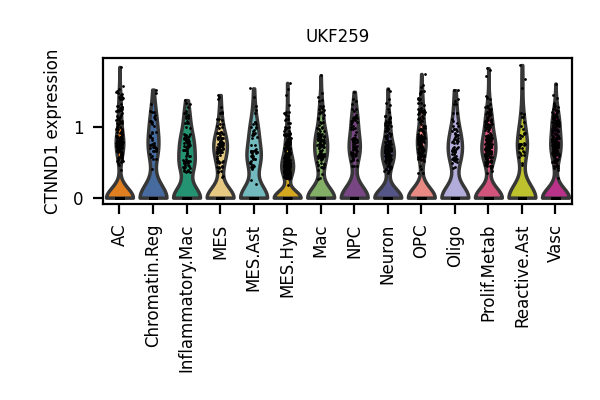 UKF259
CTNND1 expression
1
0
AC
Chromatin.Reg
Inflammatory.Mac
MES
MES.Ast
MES.Hyp
Mac
NPC
Neuron
OPC
Oligo
Prolif.Metab
Reactive.Ast
Vasc